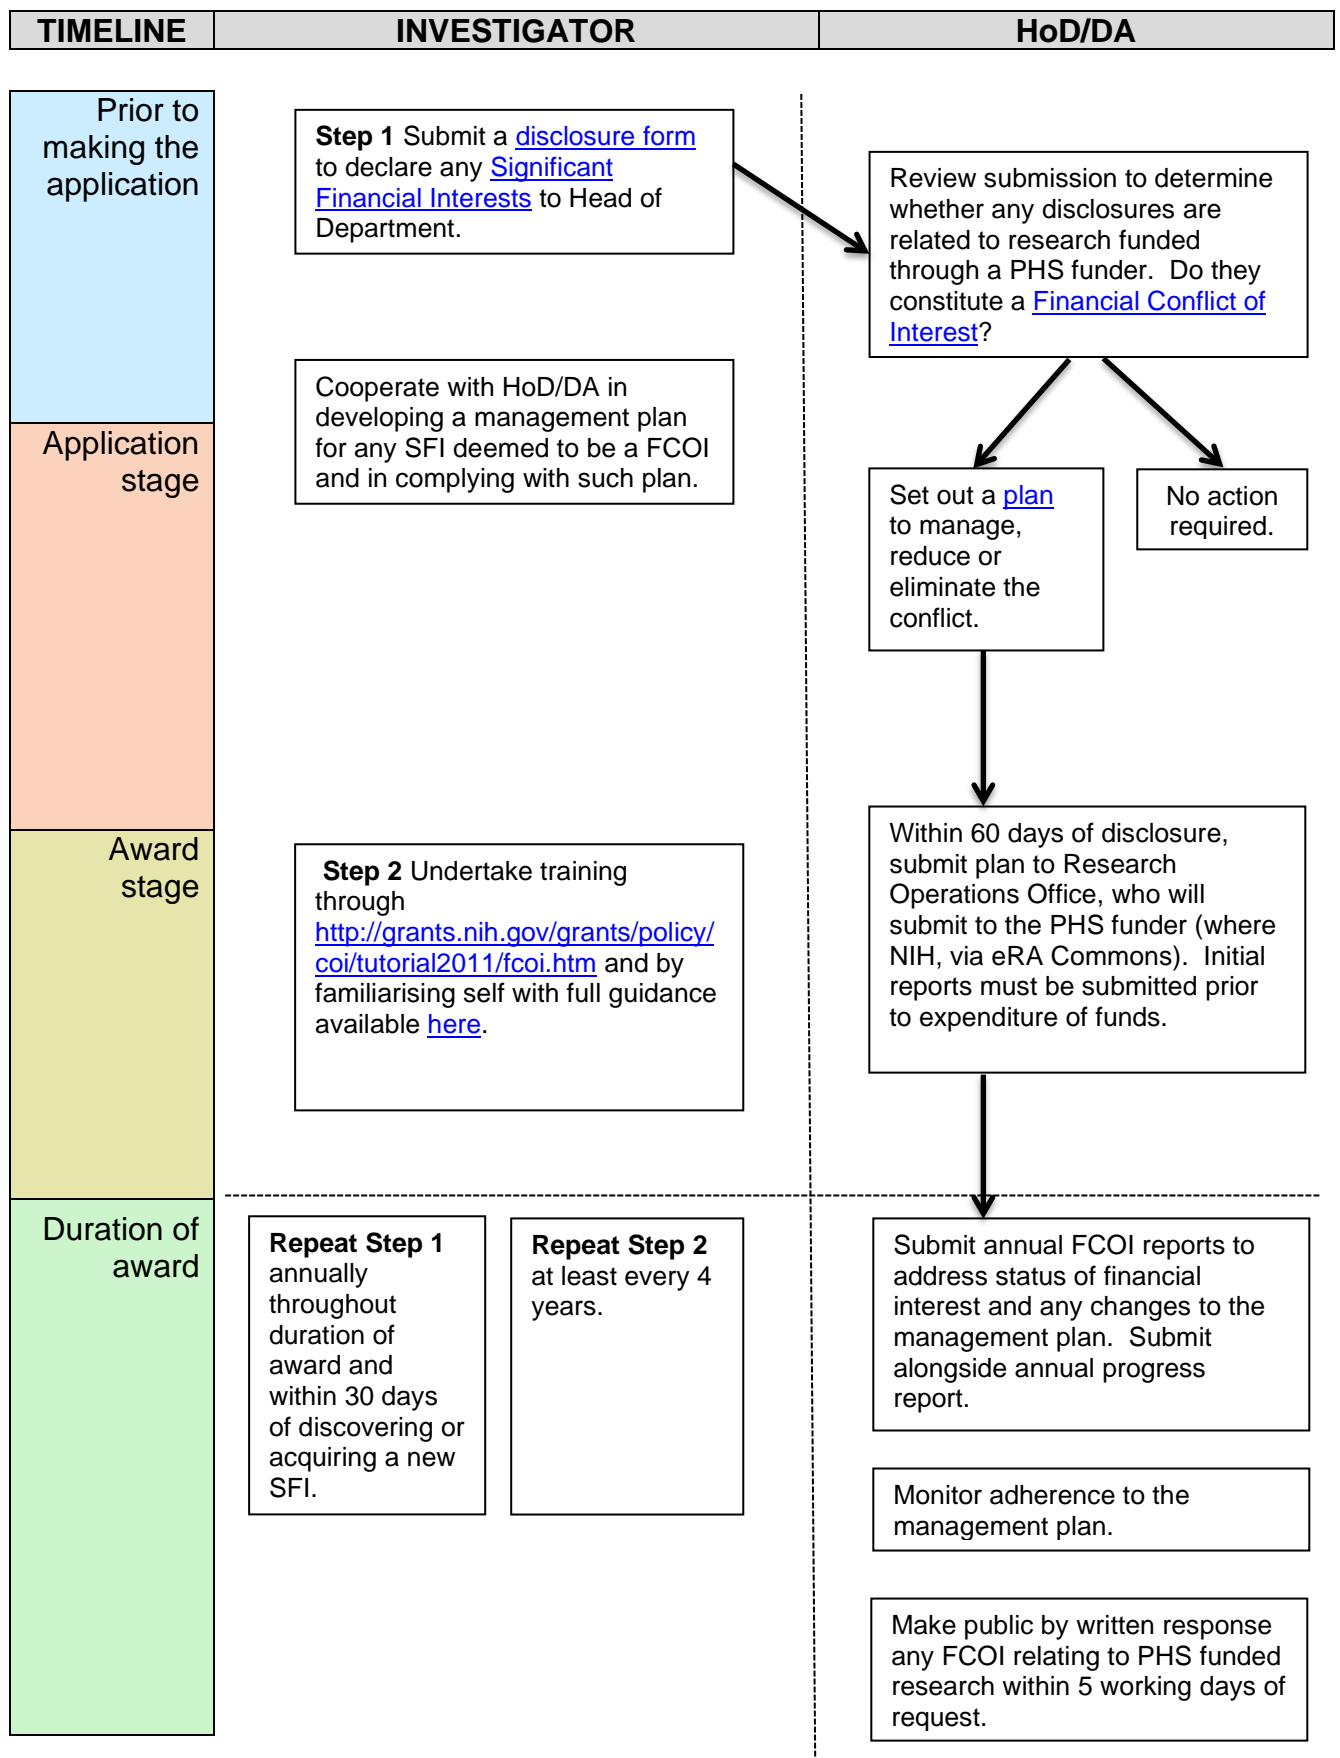 TIMELINE
INVESTIGATOR
HoD/DA
Prior to
making the
application
Step 1 Submit a disclosure form
to declare any Significant
Financial Interests to Head of
Department.
Review submission to determine
whether any disclosures are
related to research funded
through a PHS funder.  Do they
constitute a Financial Conflict of
Interest?
Cooperate with HoD/DA in
developing a management plan
for any SFI deemed to be a FCOI
and in complying with such plan.
Application
stage
Set out a plan
to manage,
reduce or
eliminate the
conflict.
No action
required.
Award
stage
Step 2 Undertake training
through
http://grants.nih.gov/grants/policy/
coi/tutorial2011/fcoi.htm and by
familiarising self with full guidance
available here.
Within 60 days of disclosure,
submit plan to Research
Operations Office, who will
submit to the PHS funder (where
NIH, via eRA Commons).  Initial
reports must be submitted prior
to expenditure of funds.
Duration of
award
Repeat Step 1
annually
throughout
duration of
award and
within 30 days
of discovering or
acquiring a new
SFI.
Repeat Step 2
at least every 4
years.
Submit annual FCOI reports to
address status of financial
interest and any changes to the
management plan.  Submit
alongside annual progress
report.
Monitor adherence to the
management plan.
Make public by written response
any FCOI relating to PHS funded
research within 5 working days of
request.